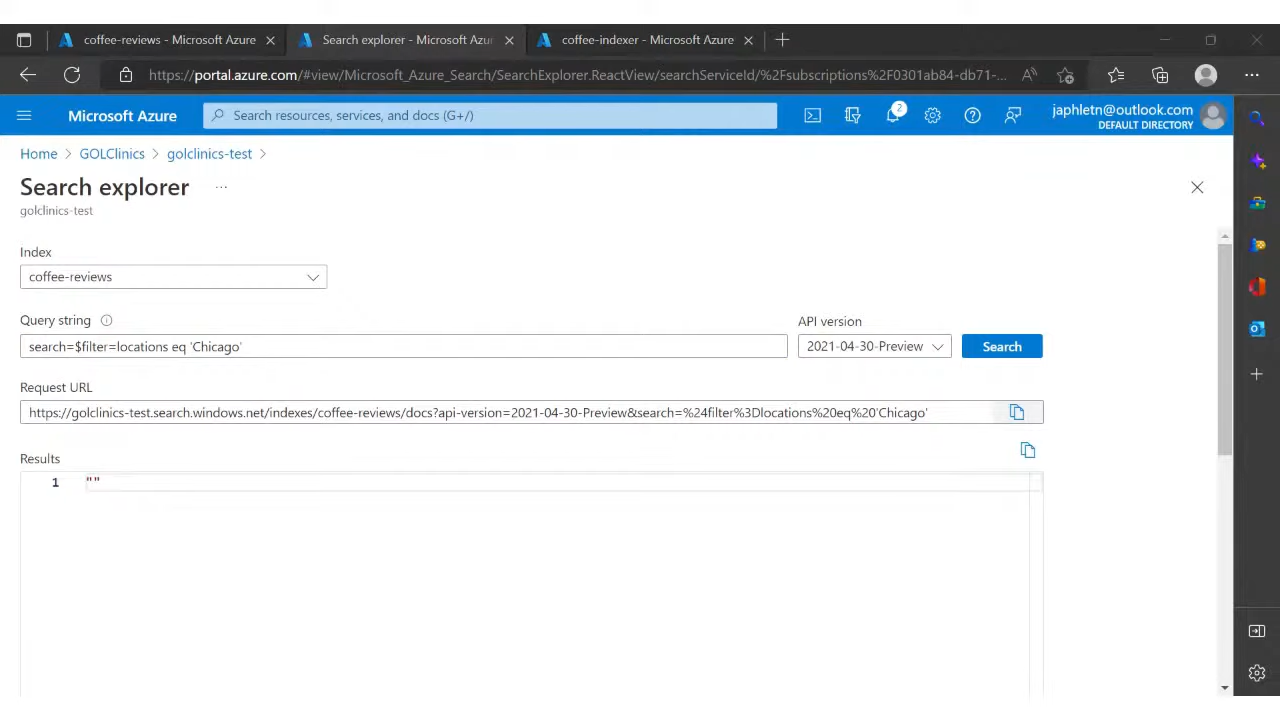 coffee-reviews - Microsoft Azure
Search explorer - Microsoft Azu
coffee-indexer - Microsoft Azure
https://portal.azure.com/#view/Microsoft_Azure_Search/SearchExplorer.ReactView/searchServiceId/%2Fsubscriptions%2F0301ab84-db71-...
Microsoft Azure
Search resources, services, and docs (G+/)
2
japhletn@outlook.com
DEFAULT DIRECTORY
Home > GOLClinics > golclinics-test >
Search explorer ...
golclinics-test
Index
coffee-reviews
Query string
API version
search=$filter=locations eq 'Chicago'
2021-04-30-Preview
Search
Request URL
https://golclinics-test.search.windows.net/indexes/coffee-reviews/docs?api-version=2021-04-30-Preview&search=%24filter%3Dlocations%20eq%20'Chicago'
Results
1 ""